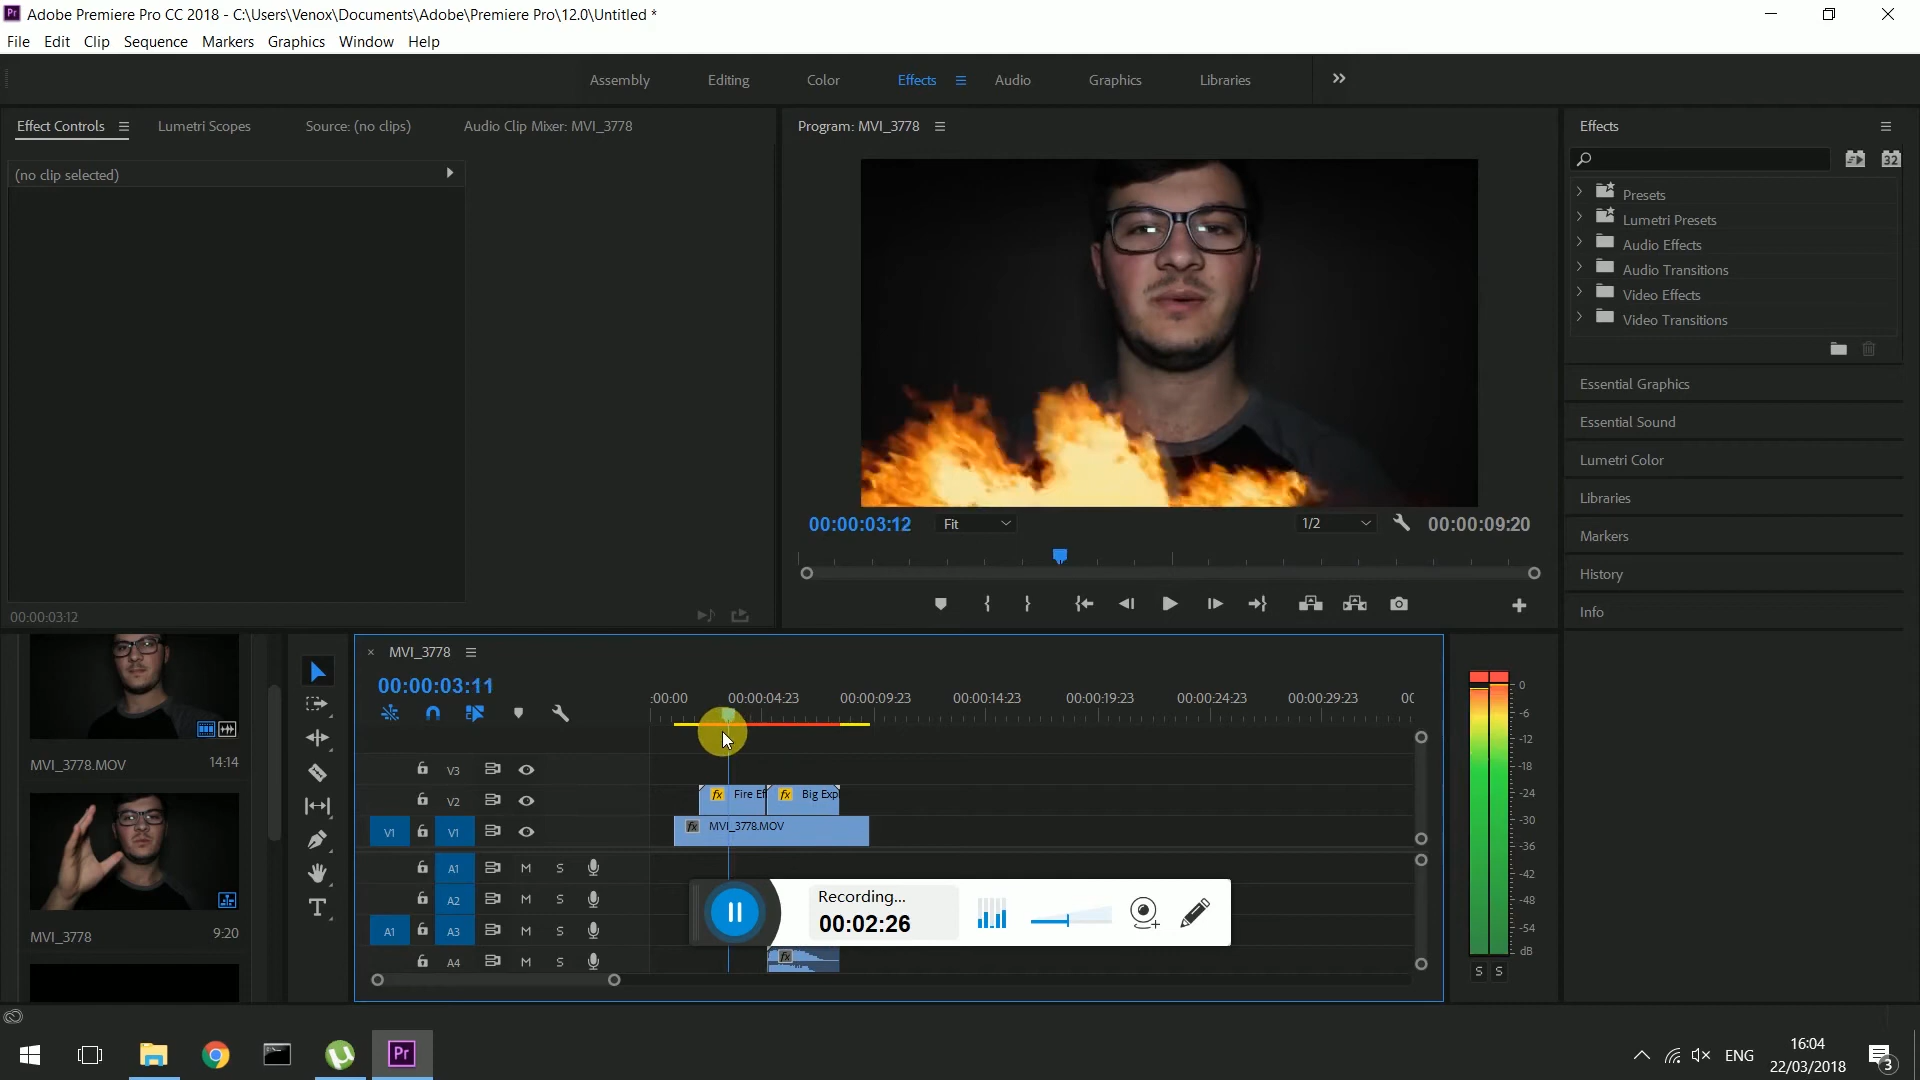 Adobe Premiere Pro CC 2018 - C:\Users\Venox\Documents\Adobe\Premiere Pro\12.0\Untitled *
File Edit Clip Sequence Markers Graphics Window Help
Assembly Editing Color Effects Audio Graphics Libraries
Effect Controls Lumetri Scopes Source: (no clips) Audio Clip Mixer: MVI_3778
(no clip selected)
00:00:03:12
Program: MVI_3778
00:00:03:12 Fit 1/2 00:00:09:20
Effects
32
Presets
Lumetri Presets
Audio Effects
Audio Transitions
Video Effects
Video Transitions
Essential Graphics
Essential Sound
Lumetri Color
Libraries
Markers
History
Info
MVI_3778.MOV 14:14
MVI_3778 9:20
T
MVI_3778
00:00:03:11
:00:00 00:00:04:23 00:00:09:23 00:00:14:23 00:00:19:23 00:00:24:23 00:00:29:23 00
V3
V2 fx Fire Ef fx Big Exp
V1 V1 fx MVI_3778.MOV
A1 M S
A2 M S
A1 A3 M S
A4 M S fx
Recording...
00:02:26
0
-6
-12
-18
-24
-30
-36
-42
-48
-54
dB
S S
Pr
ENG
16:04
22/03/2018
3